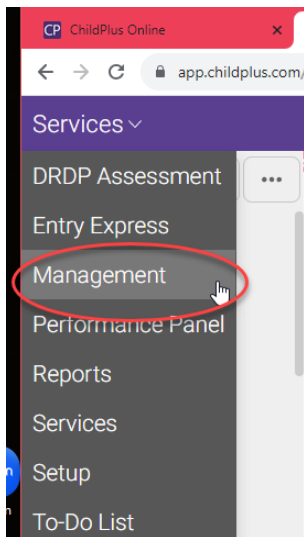 CP ChildPlus Online ×
app.childplus.com/
Services
DRDP Assessment
Entry Express
Management
Performance Panel
Reports
Services
Setup
To-Do List